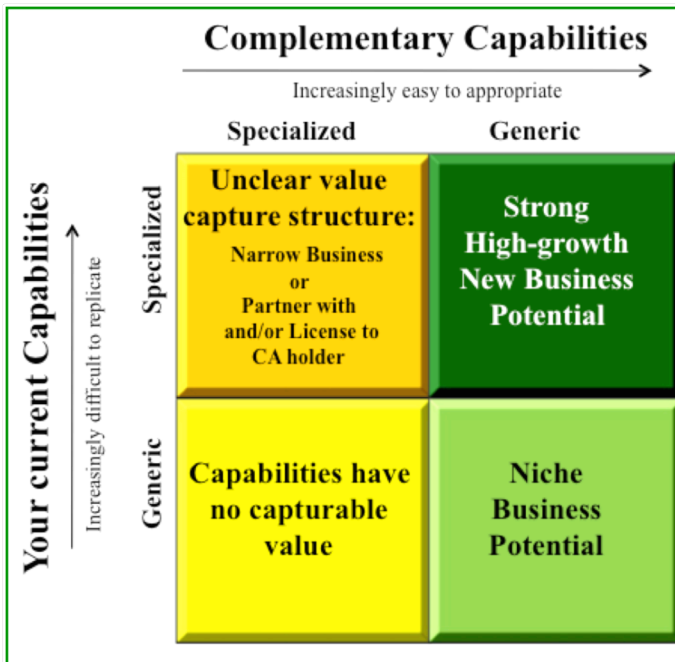 Complementary Capabilities
Increasingly easy to appropriate
Specialized
Generic
Your current Capabilities
Increasingly difficult to replicate
Specialized
Unclear value
capture structure:
Narrow Business
or
Partner with
and/or License to
CA holder
Strong
High-growth
New Business
Potential
Generic
Capabilities have
no capturable
value
Niche
Business
Potential